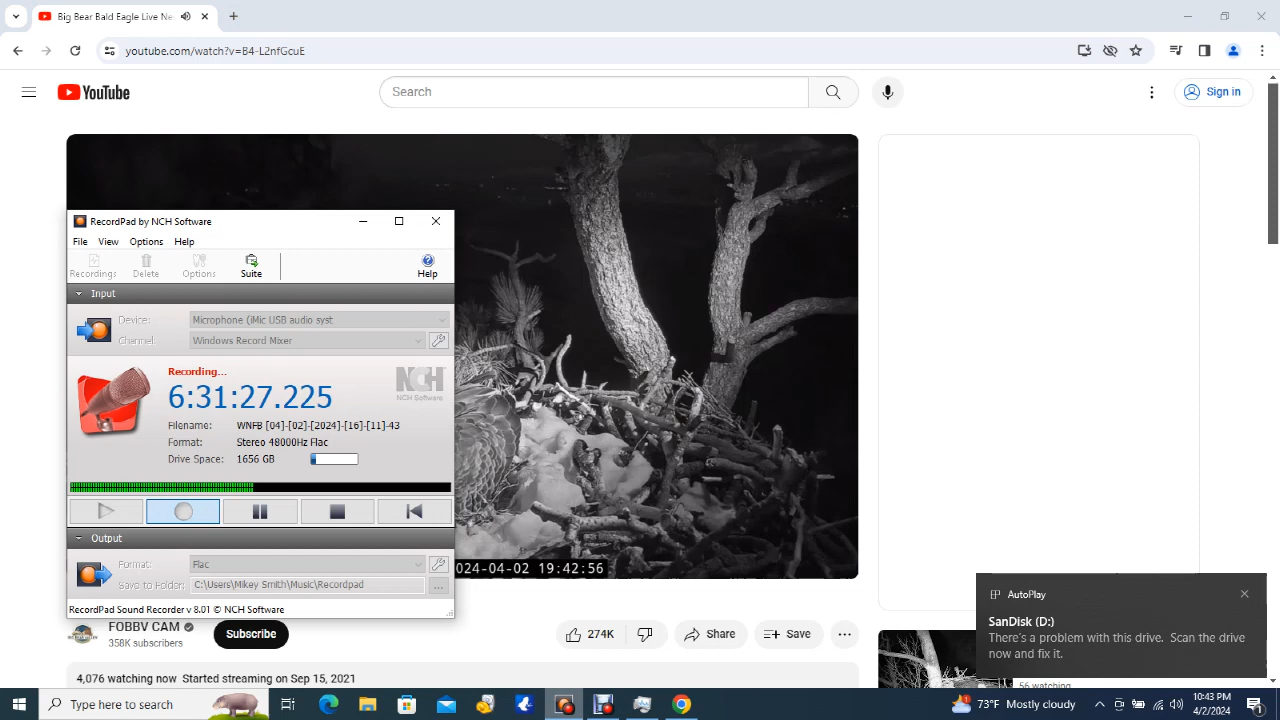 Big Bear Bald Eagle Live Ne
youtube.com/watch?v=B4-L2nfGcuE
YouTube
Search
Sign in
RecordPad by NCH Software
File View Options Help
Recordings Delete Options Suite Help
Input
Device: Microphone (iMic USB audio syst
Channel: Windows Record Mixer
Recording...
6:31:27.225
NCH
NCH Software
Filename: WNFB [04]-[02]-[2024]-[16]-[11]-43
Format: Stereo 48000Hz Flac
Drive Space: 1656 GB
Output
Format: Flac
Save to Folder: C:\Users\Mikey Smith\Music\Recordpad
...
RecordPad Sound Recorder v 8.01 © NCH Software
024-04-02 19:42:56
AutoPlay
SanDisk (D:)
There's a problem with this drive. Scan the drive
now and fix it.
FOBBV CAM
358K subscribers
Subscribe
274K
Share
Save
4,076 watching now Started streaming on Sep 15, 2021
56 watching
Type here to search
73°F Mostly cloudy
10:43 PM
4/2/2024
1